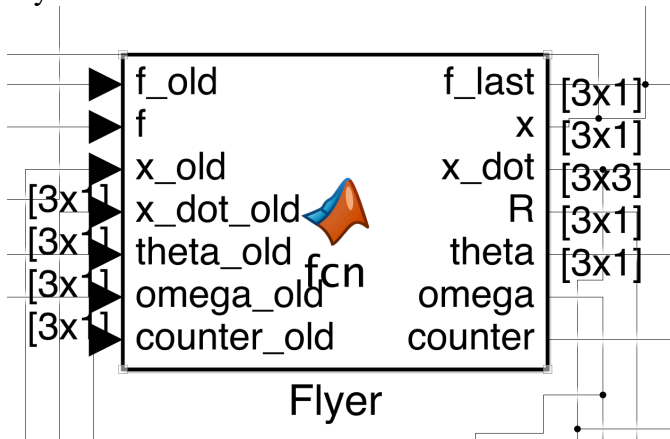 f_old f_last [3x1]
f x [3x1]
x_old x_dot [3x3]
[3x1] x_dot_old R [3x1]
[3x1] theta_old fcn theta [3x1]
[3x1] omega_old omega
[3x1] counter_old counter
Flyer